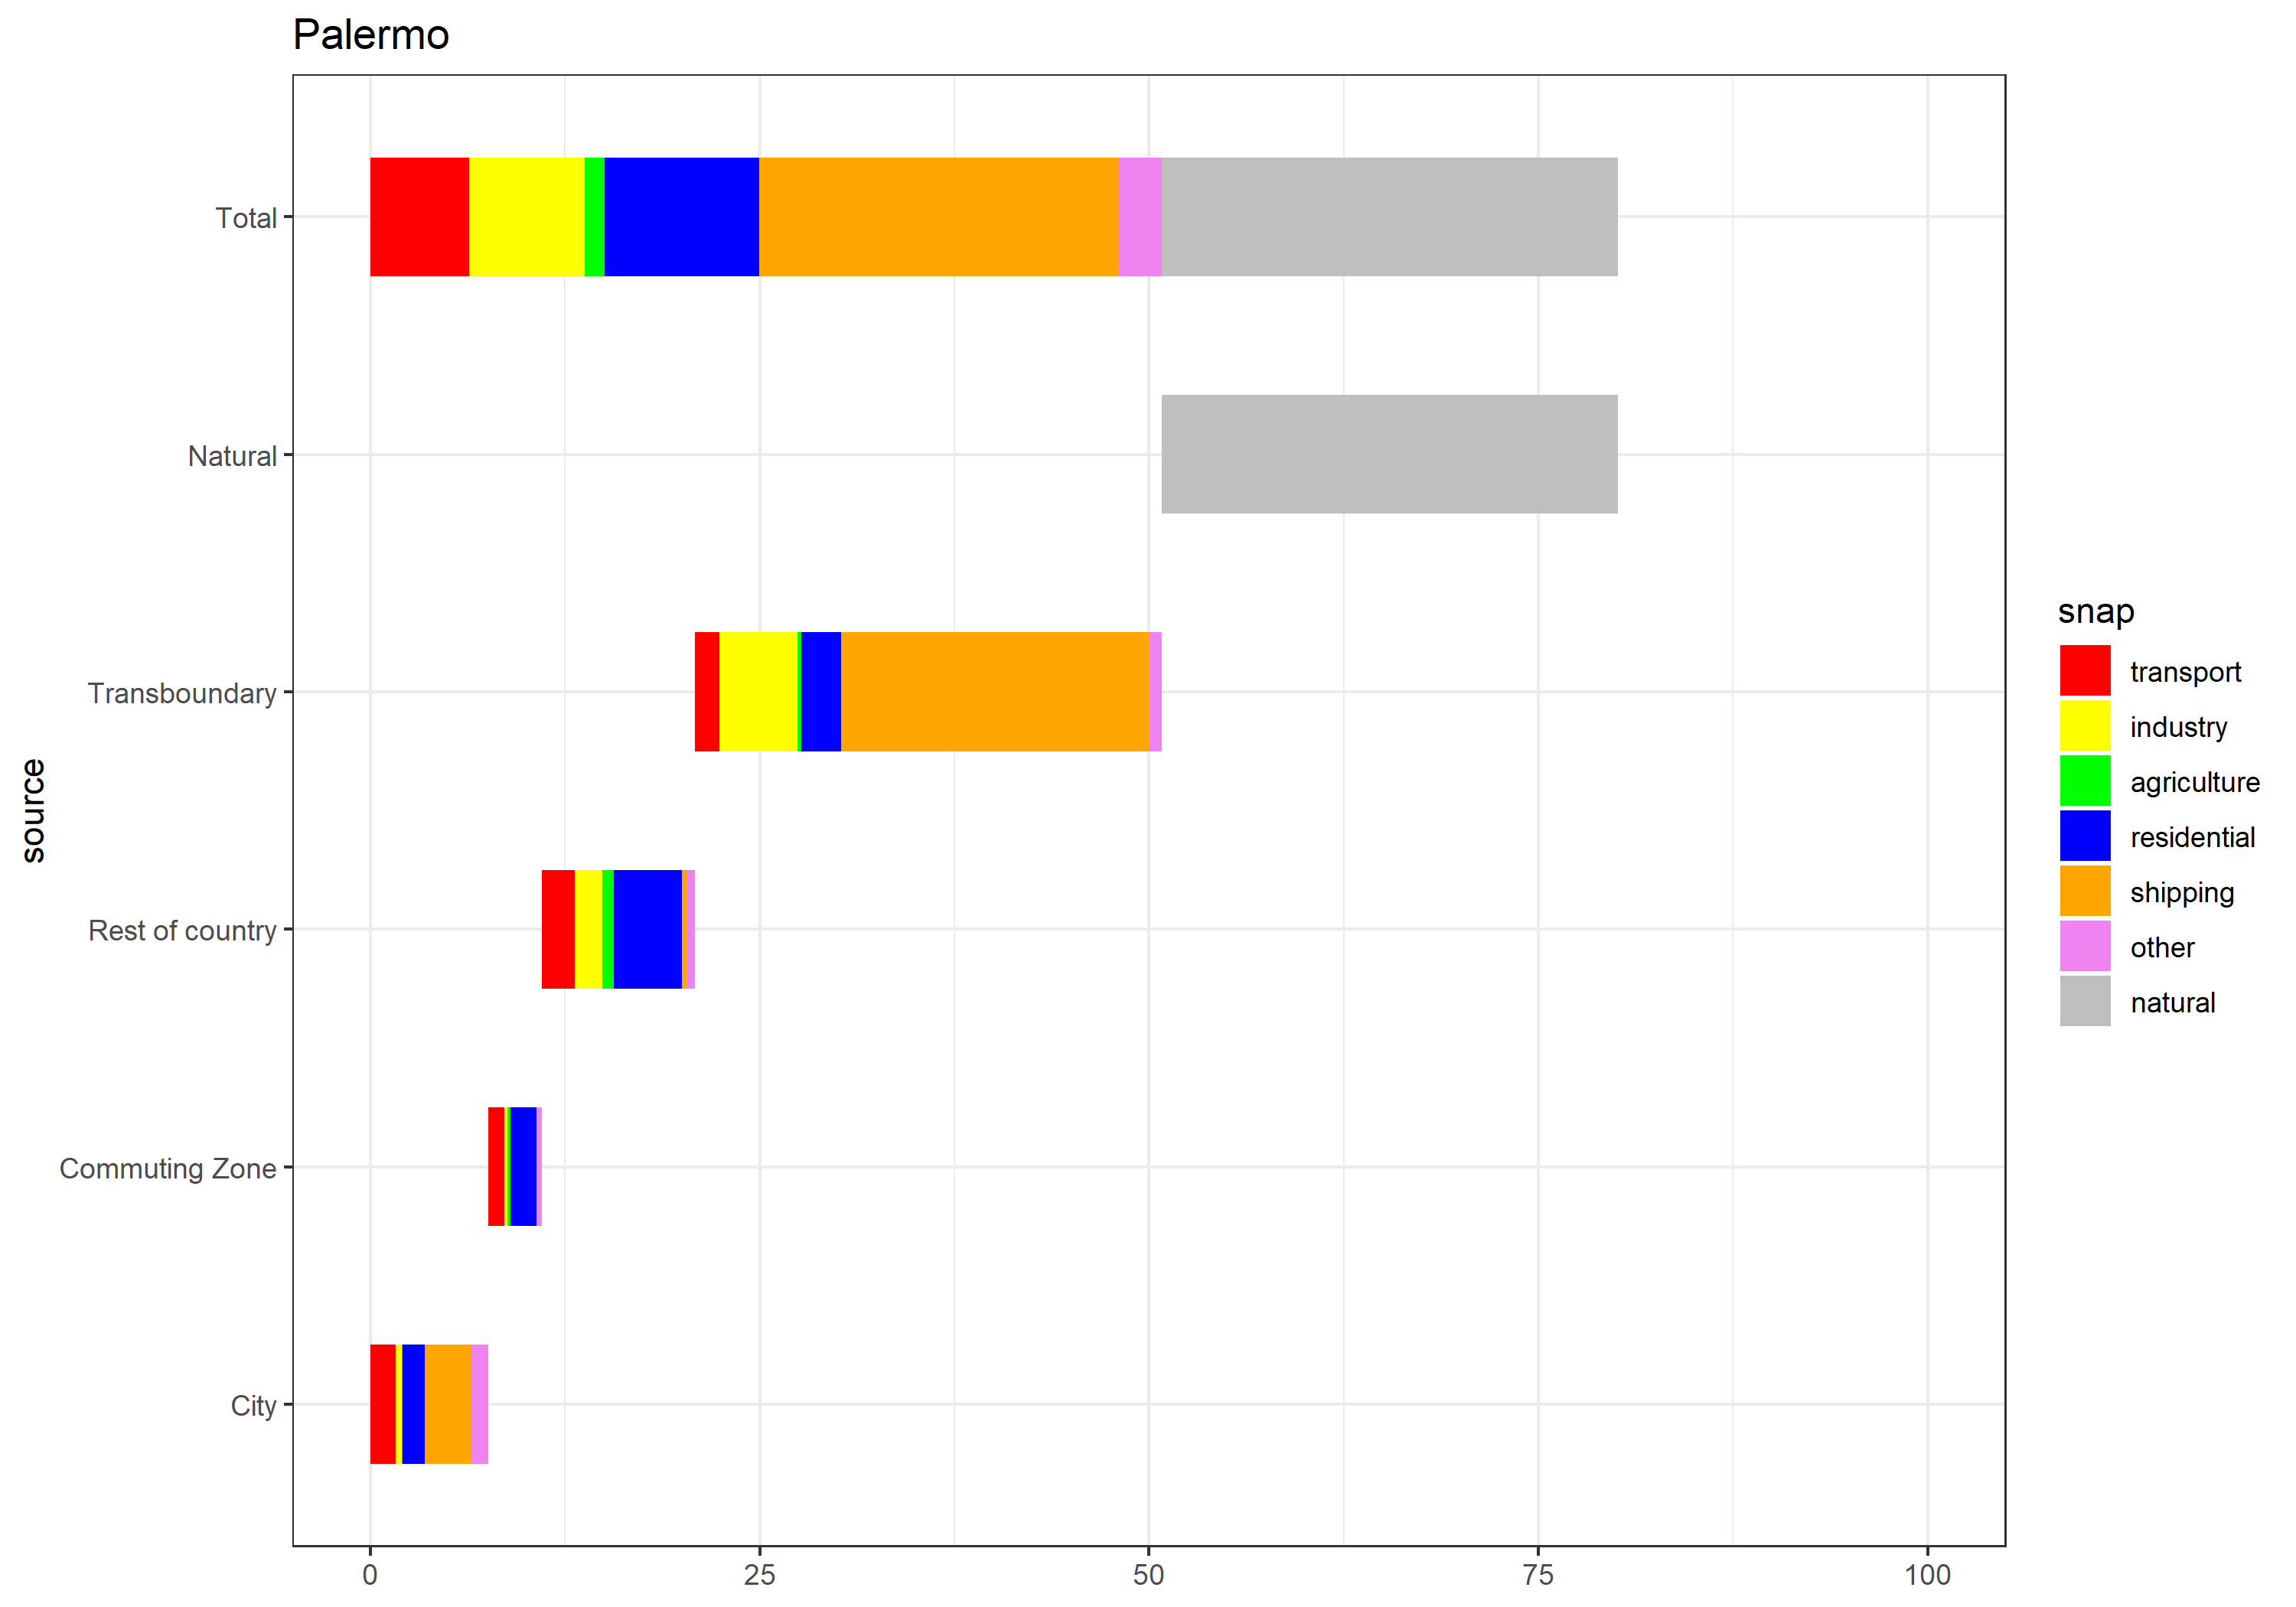 Palermo
Total
Natural
Transboundary
Rest of country
Commuting Zone
City
source
0 25 50 75 100
snap
transport
industry
agriculture
residential
shipping
other
natural